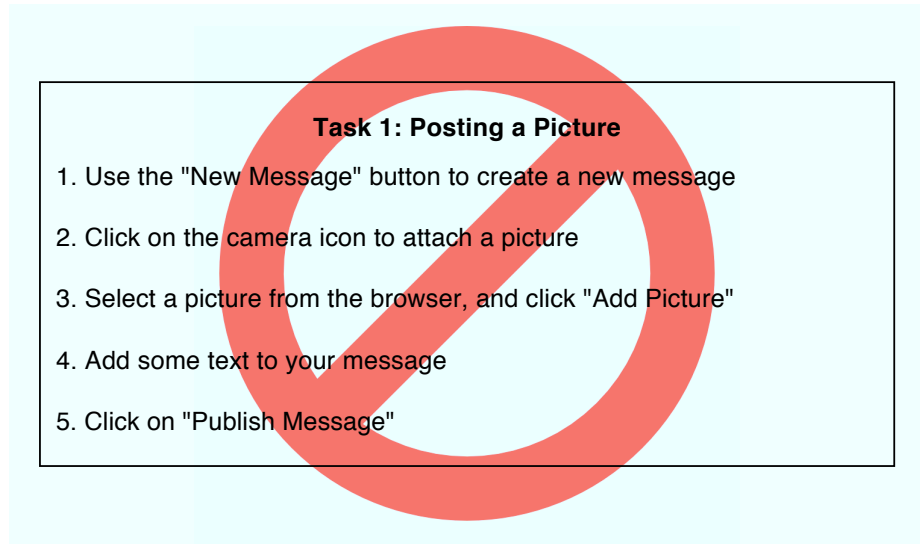 Task 1: Posting a Picture
1. Use the "New Message" button to create a new message
2. Click on the camera icon to attach a picture
3. Select a picture from the browser, and click "Add Picture"
4. Add some text to your message
5. Click on "Publish Message"